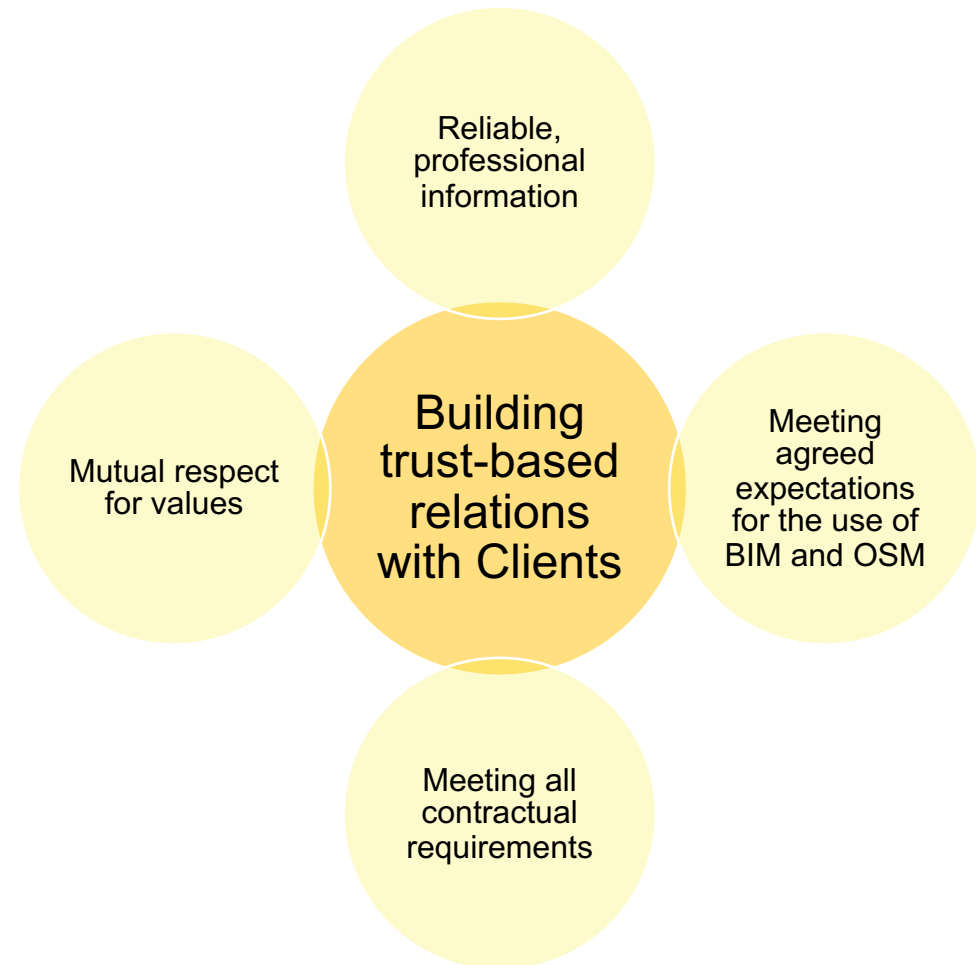 Reliable,
professional
information
Mutual respect
for values
Building
trust-based
relations
with Clients
Meeting
agreed
expectations
for the use of
BIM and OSM
Meeting all
contractual
requirements